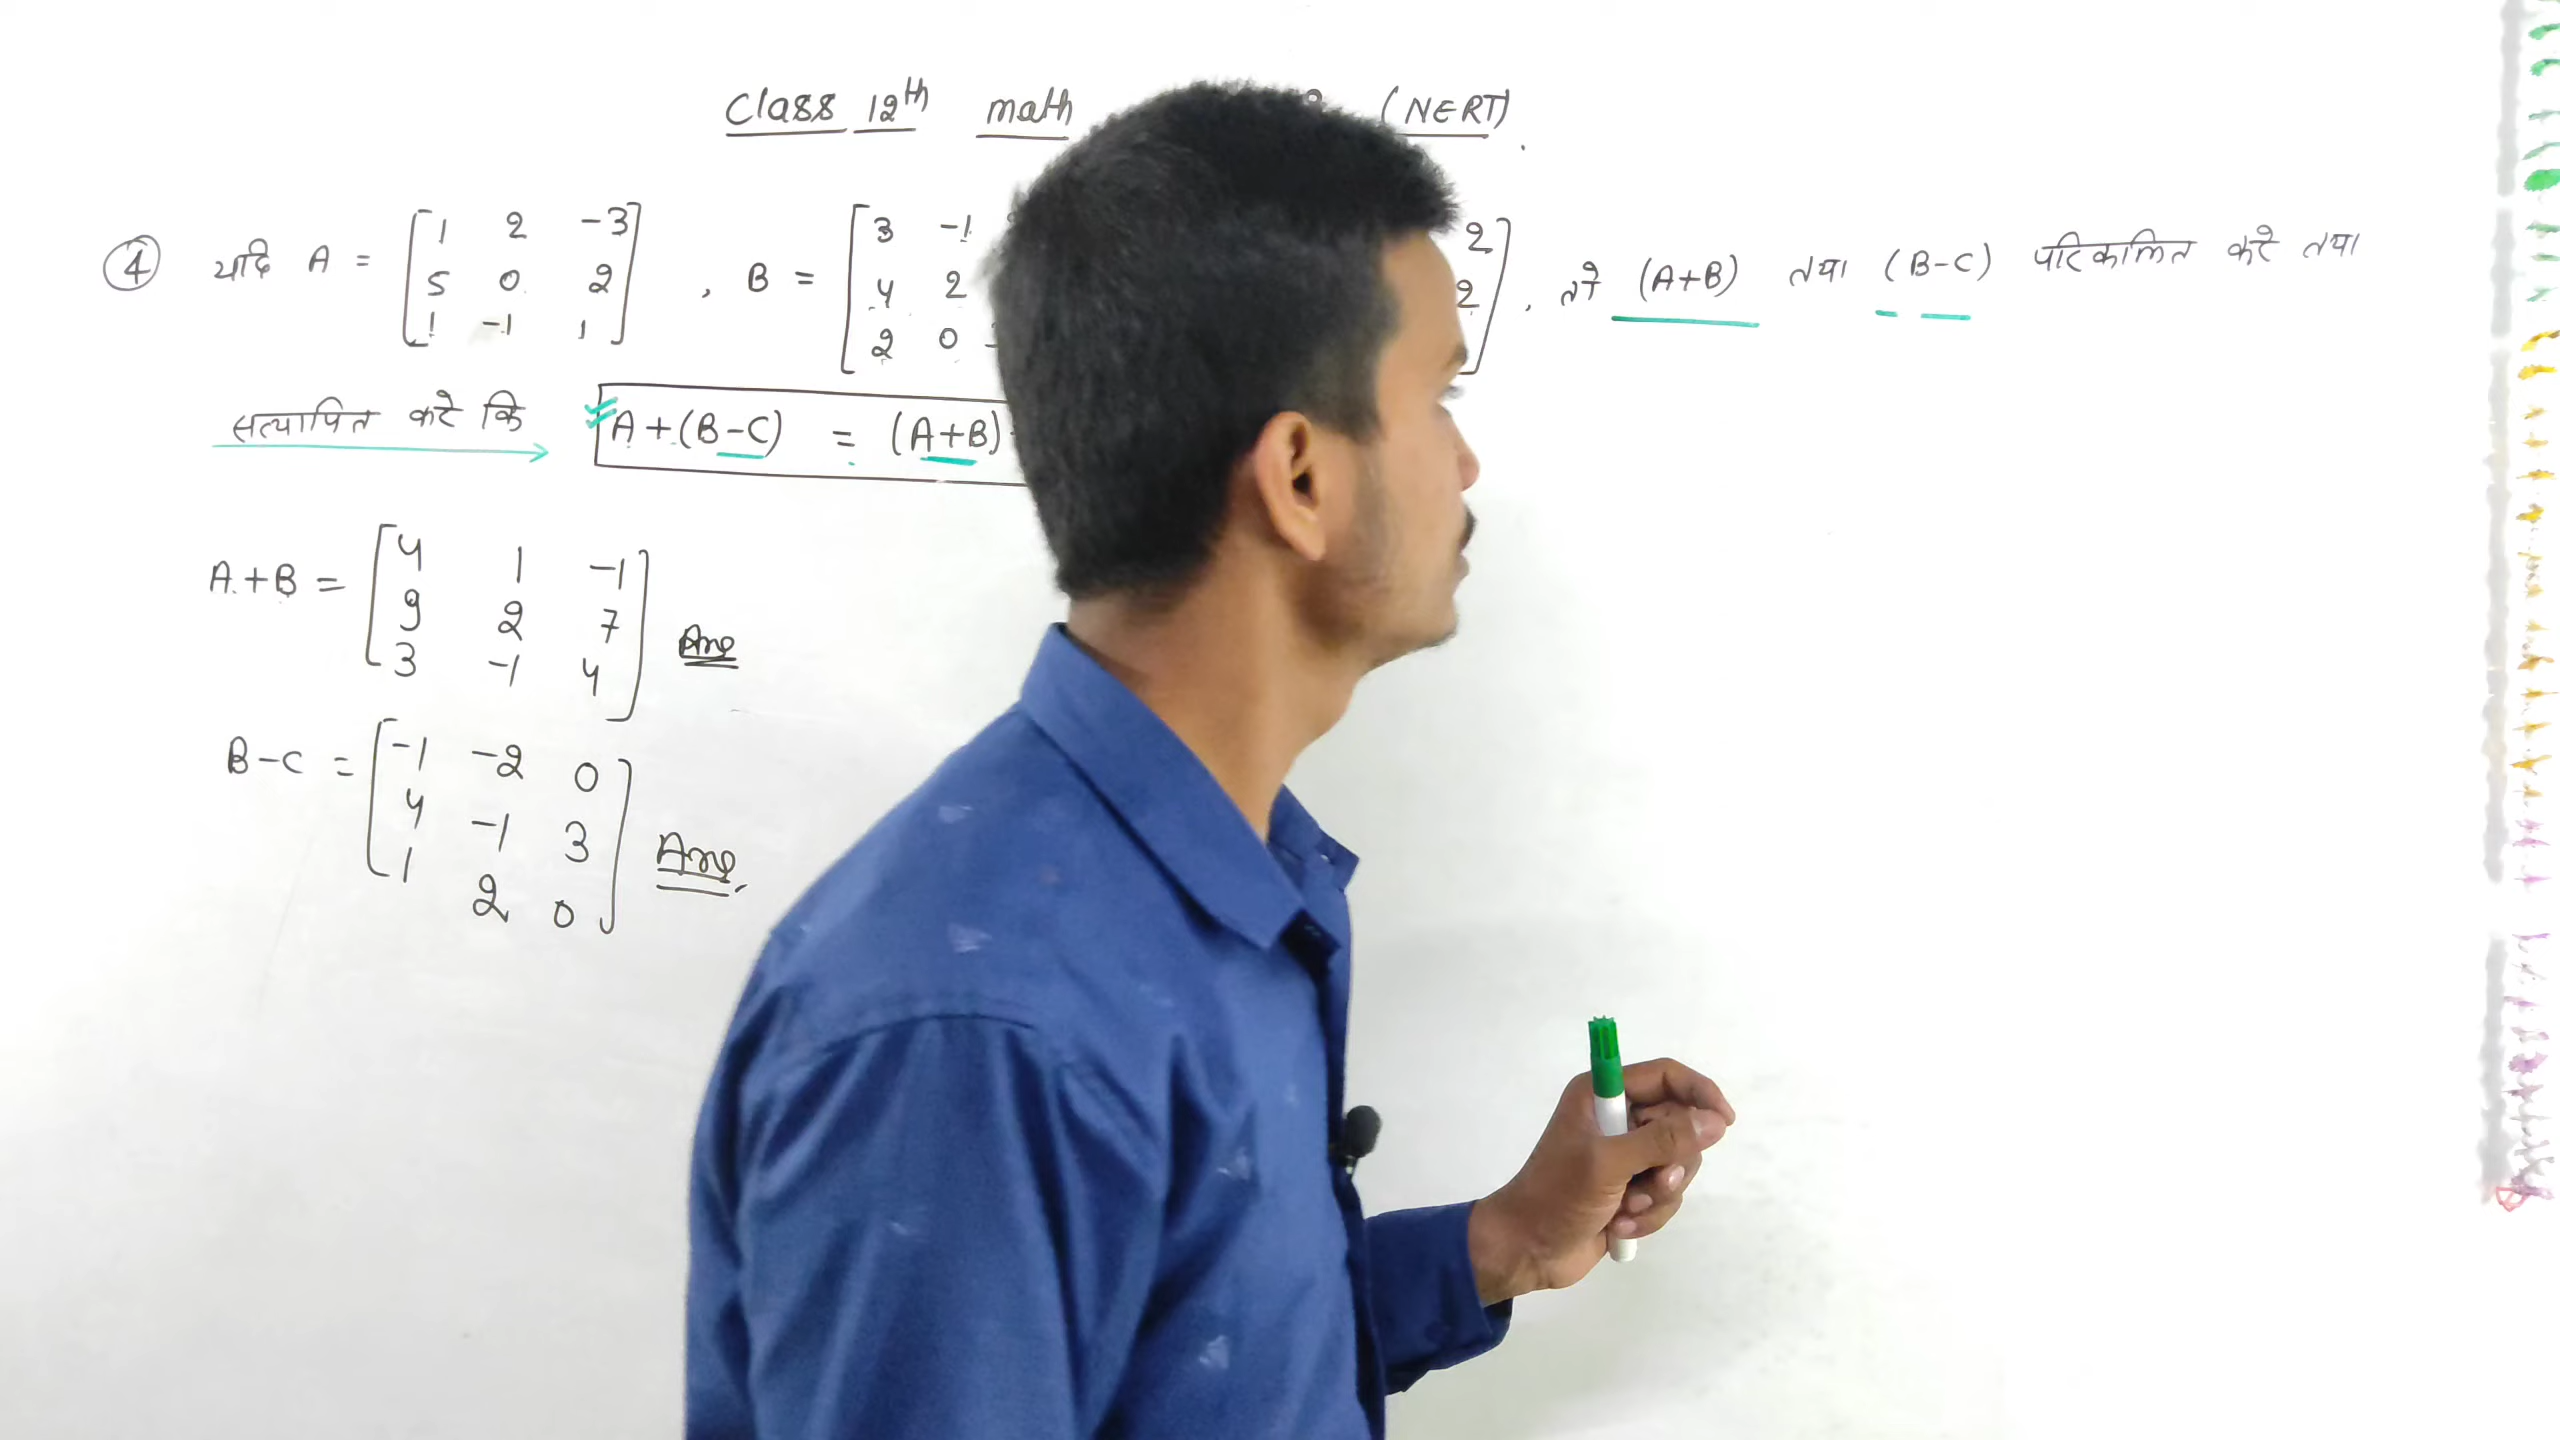 Class 12th math (NERT)
④ यदि A = [1 2 -3
5 0 2
1 -1 1] , B = [3 -1
4 2
2 0
2
2] , तो (A+B) तथा (B-C) परिकलित करे तथा
सत्यापित करे कि A+(B-C) = (A+B)
A+B = [4 1 -1
9 2 7
3 -1 4] Ans
B-C = [-1 -2 0
4 -1 3
1 2 0] Ans